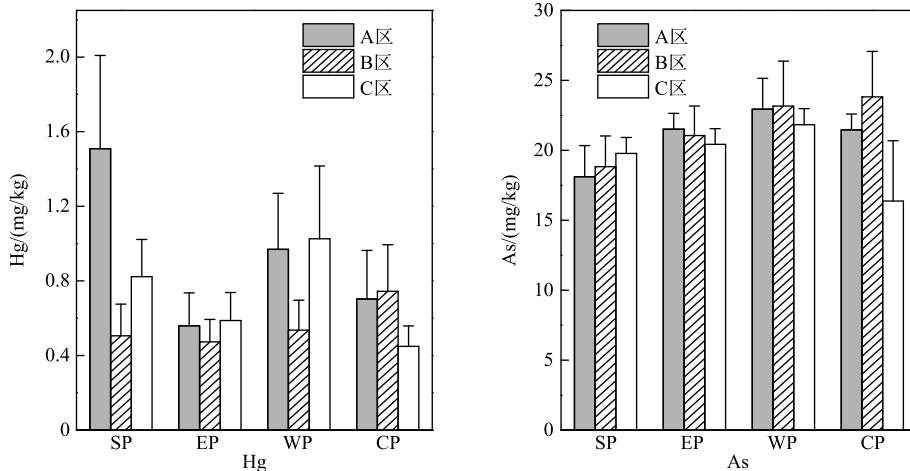 Hg/(mg/kg)
2.0
1.6
1.2
0.8
0.4
0
A区
B区
C区
SP EP WP CP
Hg
As/(mg/kg)
30
25
20
15
10
5
0
A区
B区
C区
SP EP WP CP
As